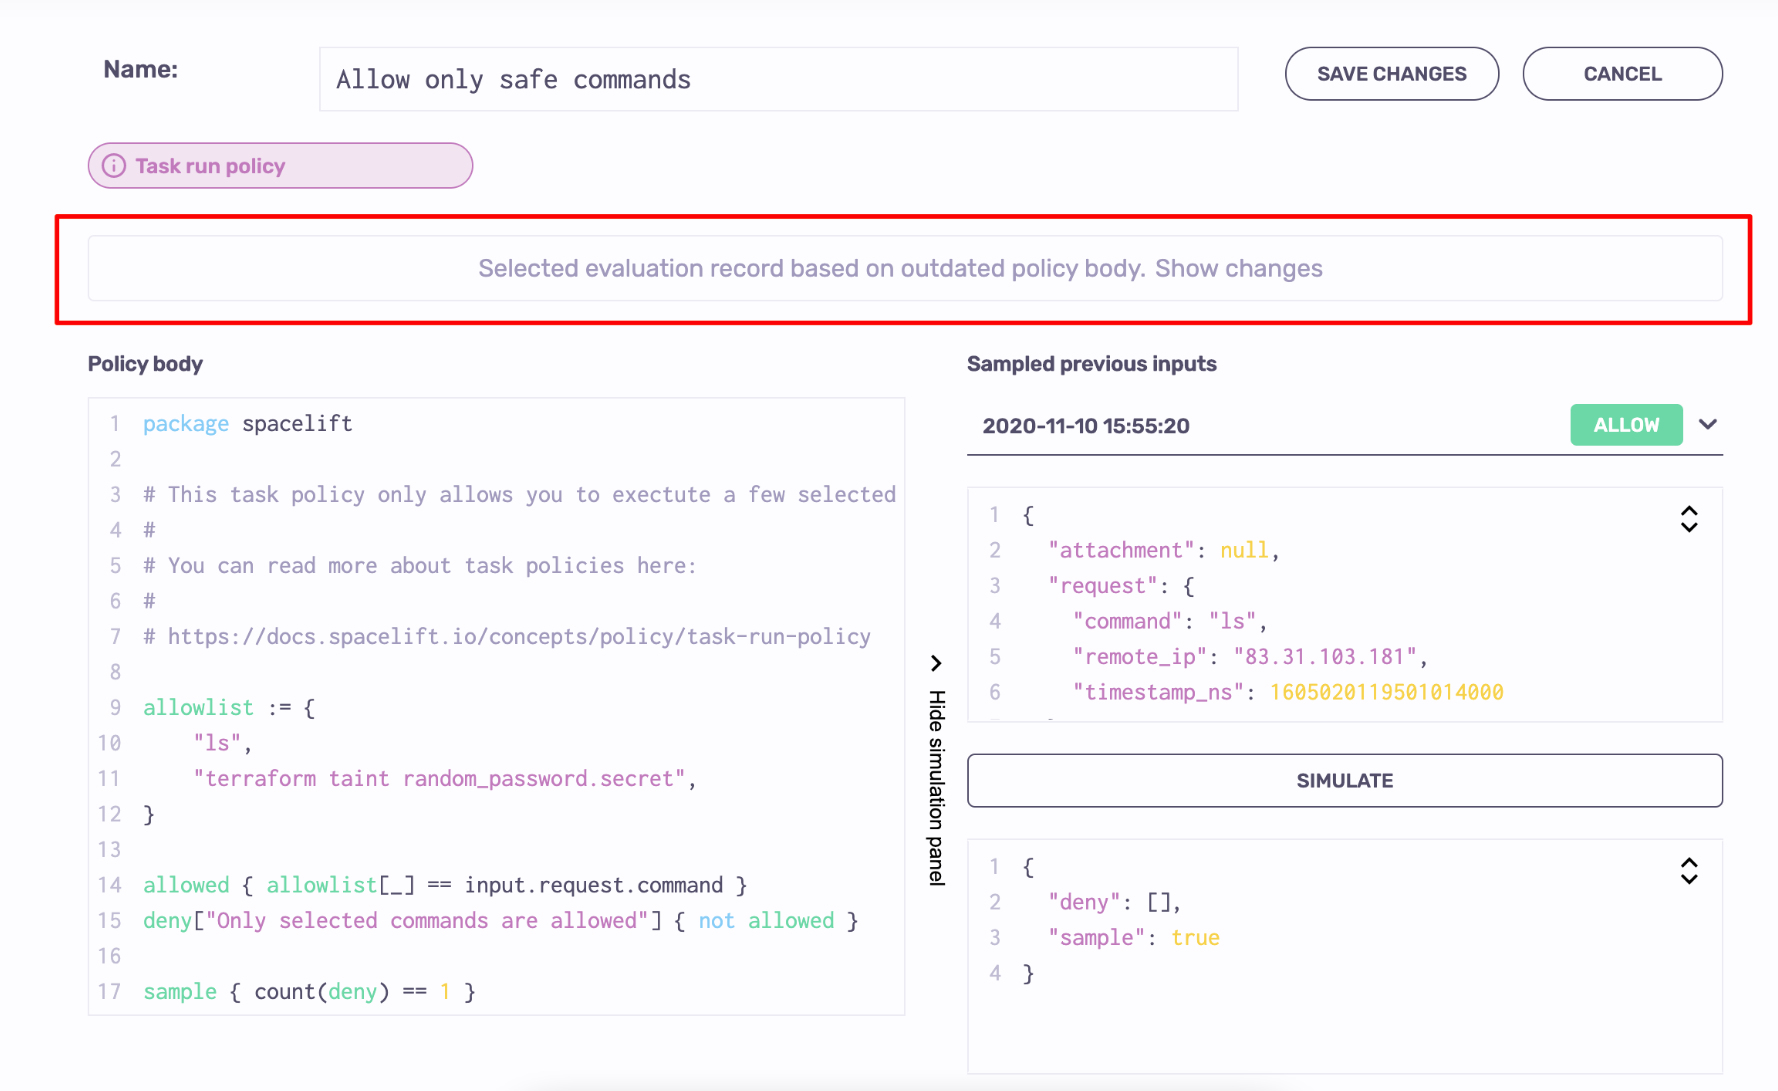 Name:
Allow only safe commands
SAVE CHANGES
CANCEL
Task run policy
Selected evaluation record based on outdated policy body. Show changes
Policy body
1 package spacelift
2
3 # This task policy only allows you to exectute a few selected
4 #
5 # You can read more about task policies here:
6 #
7 # https://docs.spacelift.io/concepts/policy/task-run-policy
8
9 allowlist := {
10     "ls",
11     "terraform taint random_password.secret",
12 }
13
14 allowed { allowlist[_] == input.request.command }
15 deny["Only selected commands are allowed"] { not allowed }
16
17 sample { count(deny) == 1 }
Hide simulation panel
Sampled previous inputs
2020-11-10 15:55:20
ALLOW
1 {
2   "attachment": null,
3   "request": {
4     "command": "ls",
5     "remote_ip": "83.31.103.181",
6     "timestamp_ns": 1605020119501014000
SIMULATE
1 {
2   "deny": [],
3   "sample": true
4 }